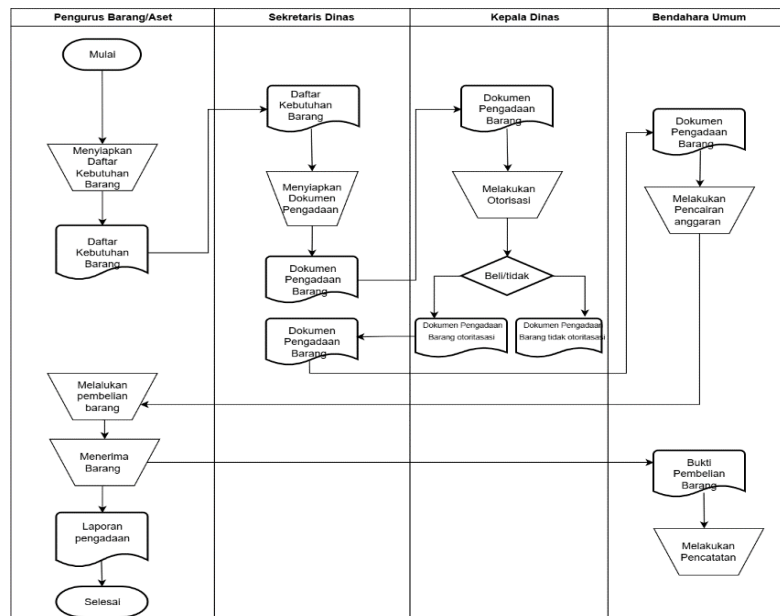 Pengurus Barang/Aset
Sekretaris Dinas
Kepala Dinas
Bendahara Umum
Mulai
Menyiapkan
Daftar
Kebutuhan
Barang
Daftar
Kebutuhan
Barang
Melalukan
pembelian
barang
Menerima
Barang
Laporan
pengadaan
Selesai
Daftar
Kebutuhan
Barang
Menyiapkan
Dokumen
Pengadaan
Dokumen
Pengadaan
Barang
Dokumen
Pengadaan
Barang
Dokumen
Pengadaan
Barang
Melakukan
Otorisasi
Beli/tidak
Dokumen Pengadaan
Barang otoritasasi
Dokumen Pengadaan
Barang tidak otoritasasi
Dokumen
Pengadaan
Barang
Melakukan
Pencairan
anggaran
Bukti
Pembelian
Barang
Melakukan
Pencatatan